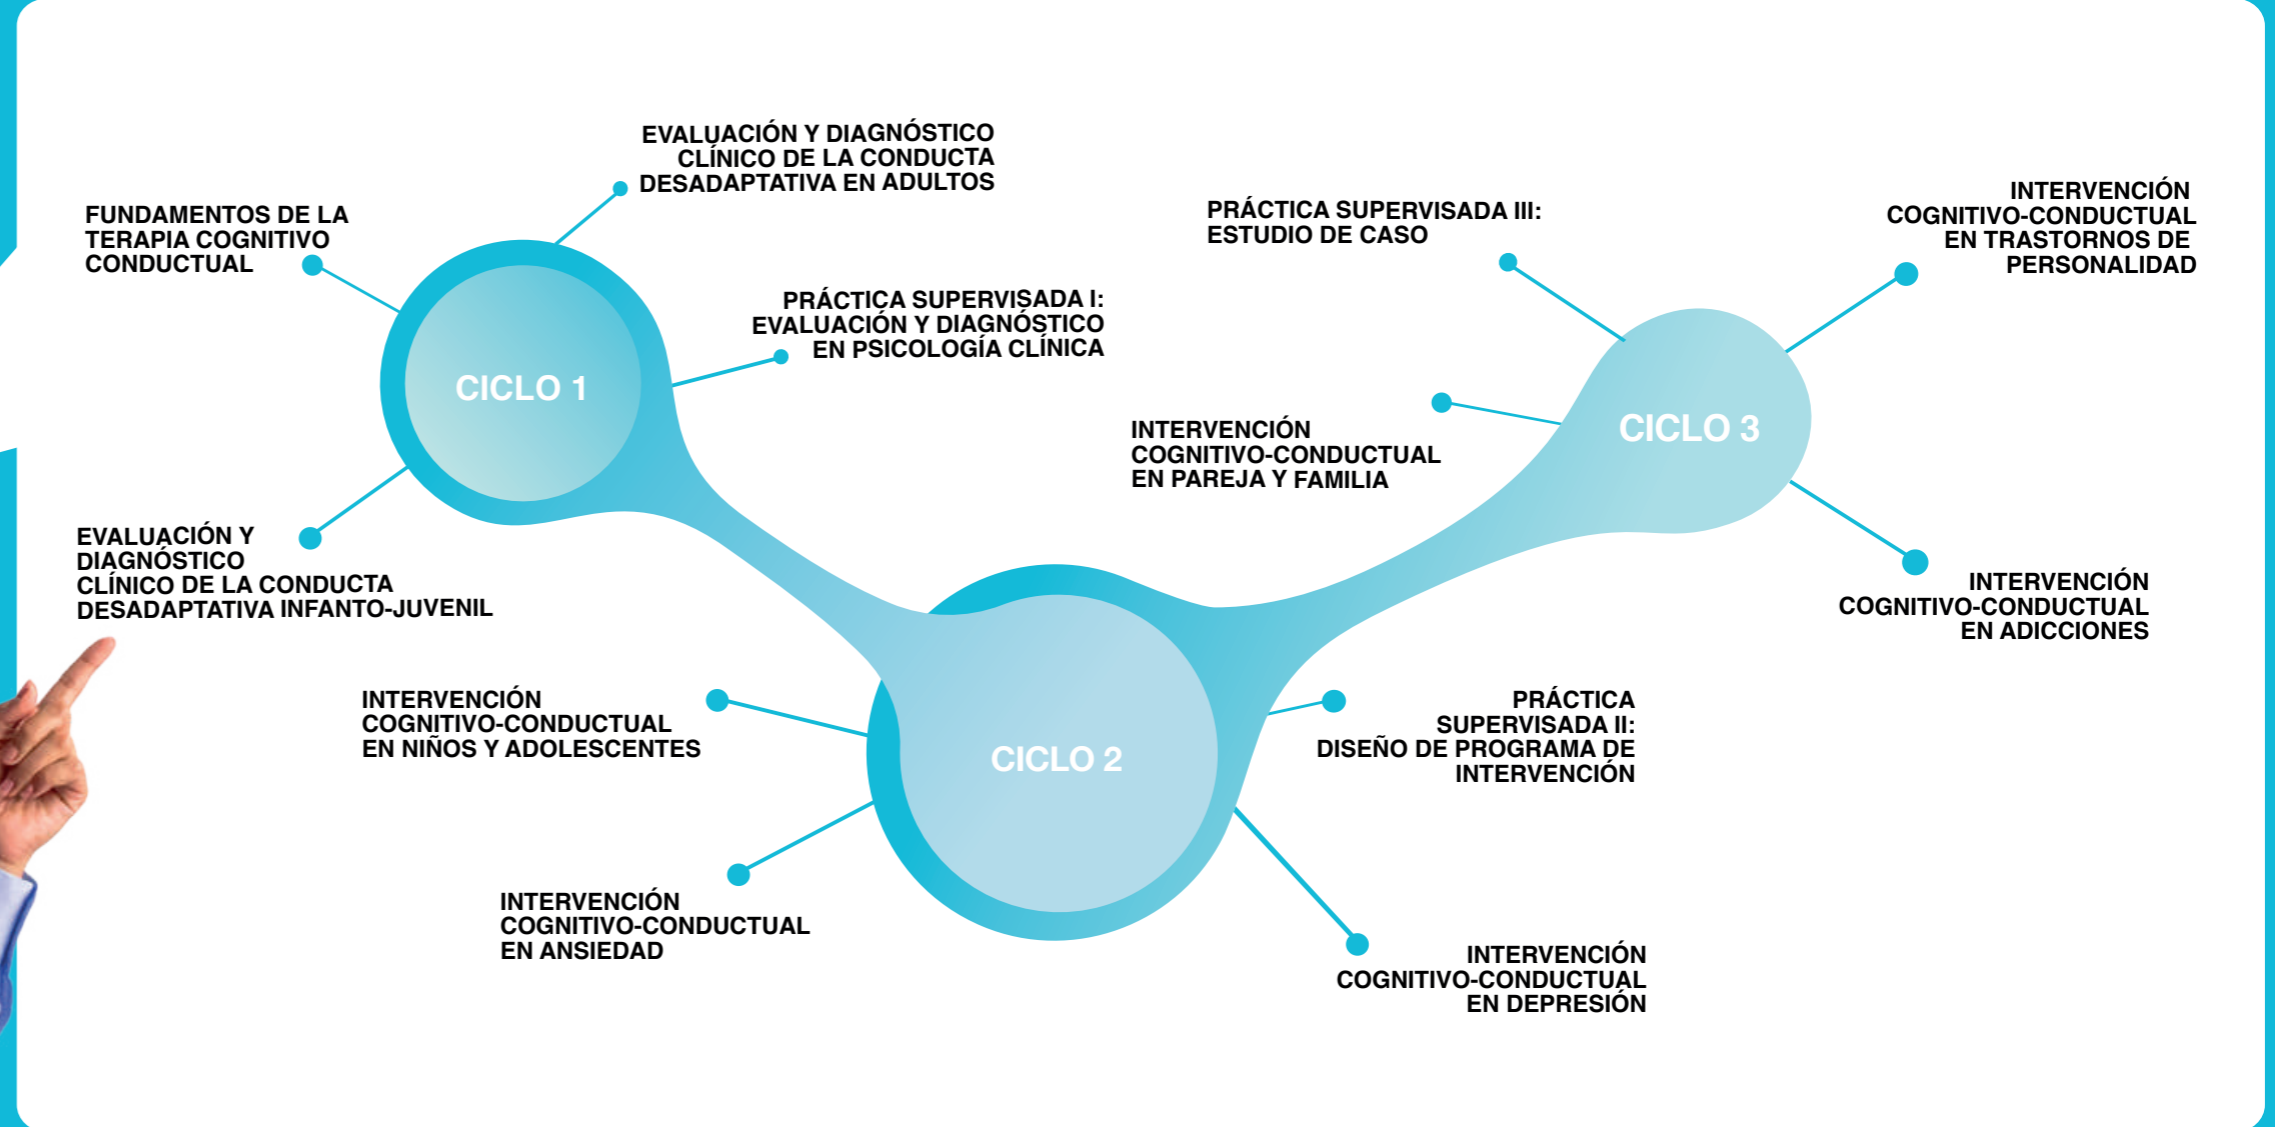 FUNDAMENTOS DE LA
TERAPIA COGNITIVO
CONDUCTUAL
EVALUACIÓN Y DIAGNÓSTICO
CLÍNICO DE LA CONDUCTA
DESADAPTATIVA EN ADULTOS
PRÁCTICA SUPERVISADA I:
EVALUACIÓN Y DIAGNÓSTICO
EN PSICOLOGÍA CLÍNICA
CICLO 1
EVALUACIÓN Y
DIAGNÓSTICO
CLÍNICO DE LA CONDUCTA
DESADAPTATIVA INFANTO-JUVENIL
INTERVENCIÓN
COGNITIVO-CONDUCTUAL
EN NIÑOS Y ADOLESCENTES
INTERVENCIÓN
COGNITIVO-CONDUCTUAL
EN ANSIEDAD
CICLO 2
PRÁCTICA
SUPERVISADA II:
DISEÑO DE PROGRAMA DE
INTERVENCIÓN
INTERVENCIÓN
COGNITIVO-CONDUCTUAL
EN DEPRESIÓN
PRÁCTICA SUPERVISADA III:
ESTUDIO DE CASO
INTERVENCIÓN
COGNITIVO-CONDUCTUAL
EN PAREJA Y FAMILIA
CICLO 3
INTERVENCIÓN
COGNITIVO-CONDUCTUAL
EN TRASTORNOS DE
PERSONALIDAD
INTERVENCIÓN
COGNITIVO-CONDUCTUAL
EN ADICCIONES